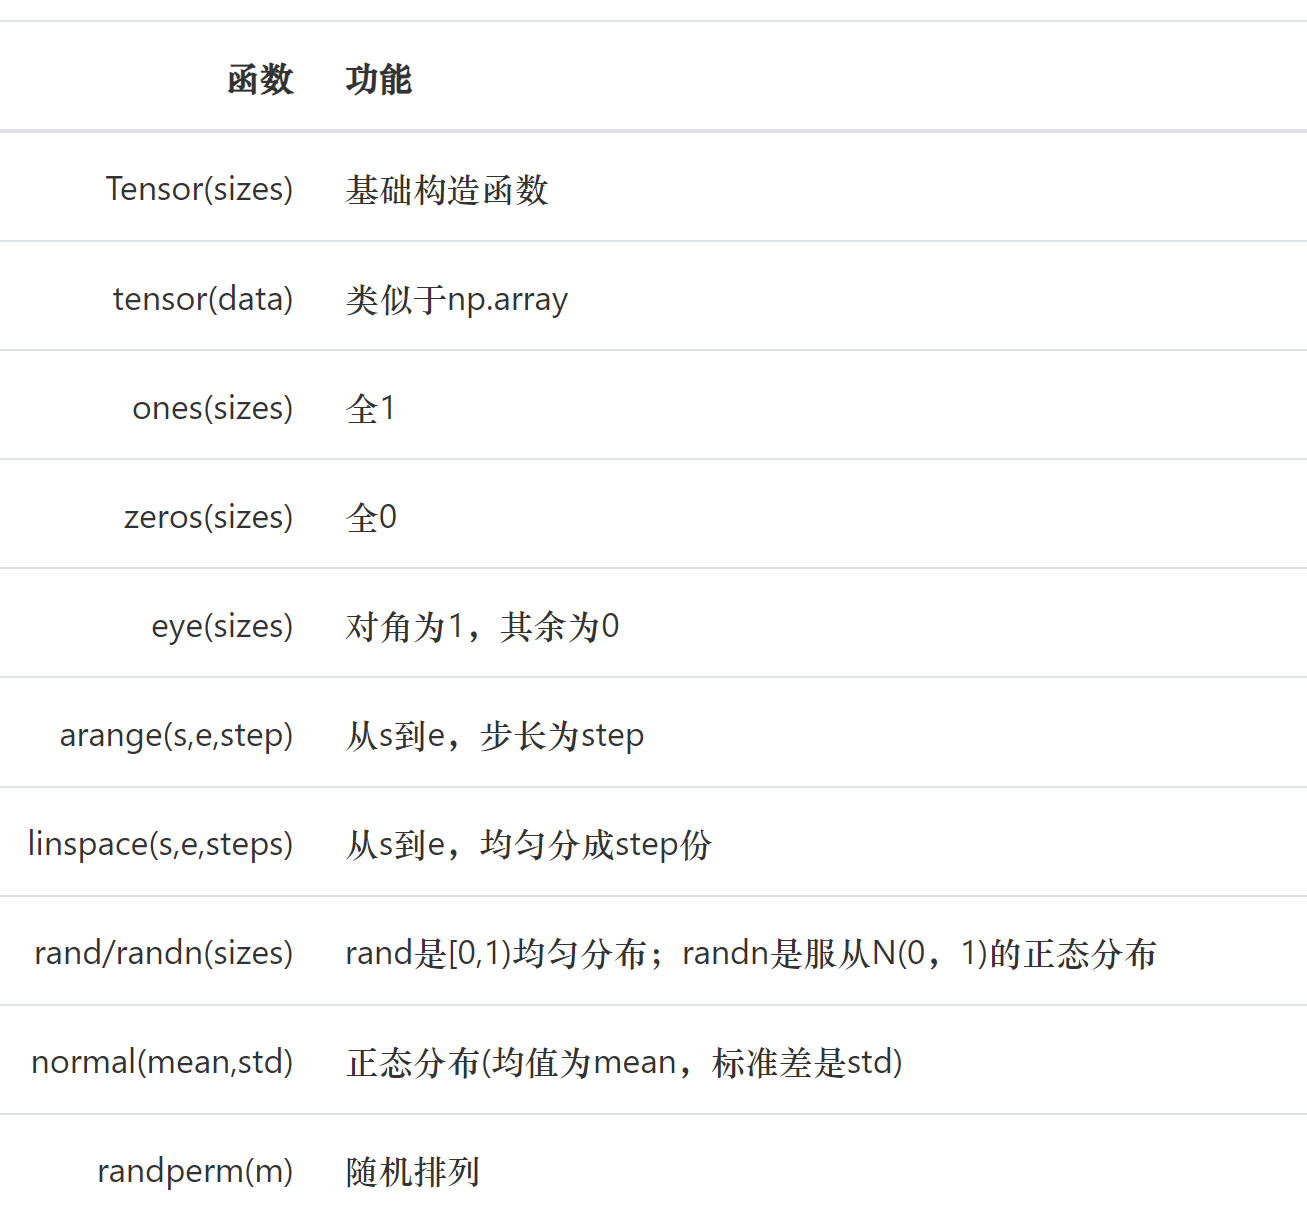 函数 功能
Tensor(sizes) 基础构造函数
tensor(data) 类似于np.array
ones(sizes) 全1
zeros(sizes) 全0
eye(sizes) 对角为1，其余为0
arange(s,e,step) 从s到e，步长为step
linspace(s,e,steps) 从s到e，均匀分成step份
rand/randn(sizes) rand是[0,1)均匀分布；randn是服从N(0，1)的正态分布
normal(mean,std) 正态分布(均值为mean，标准差是std)
randperm(m) 随机排列